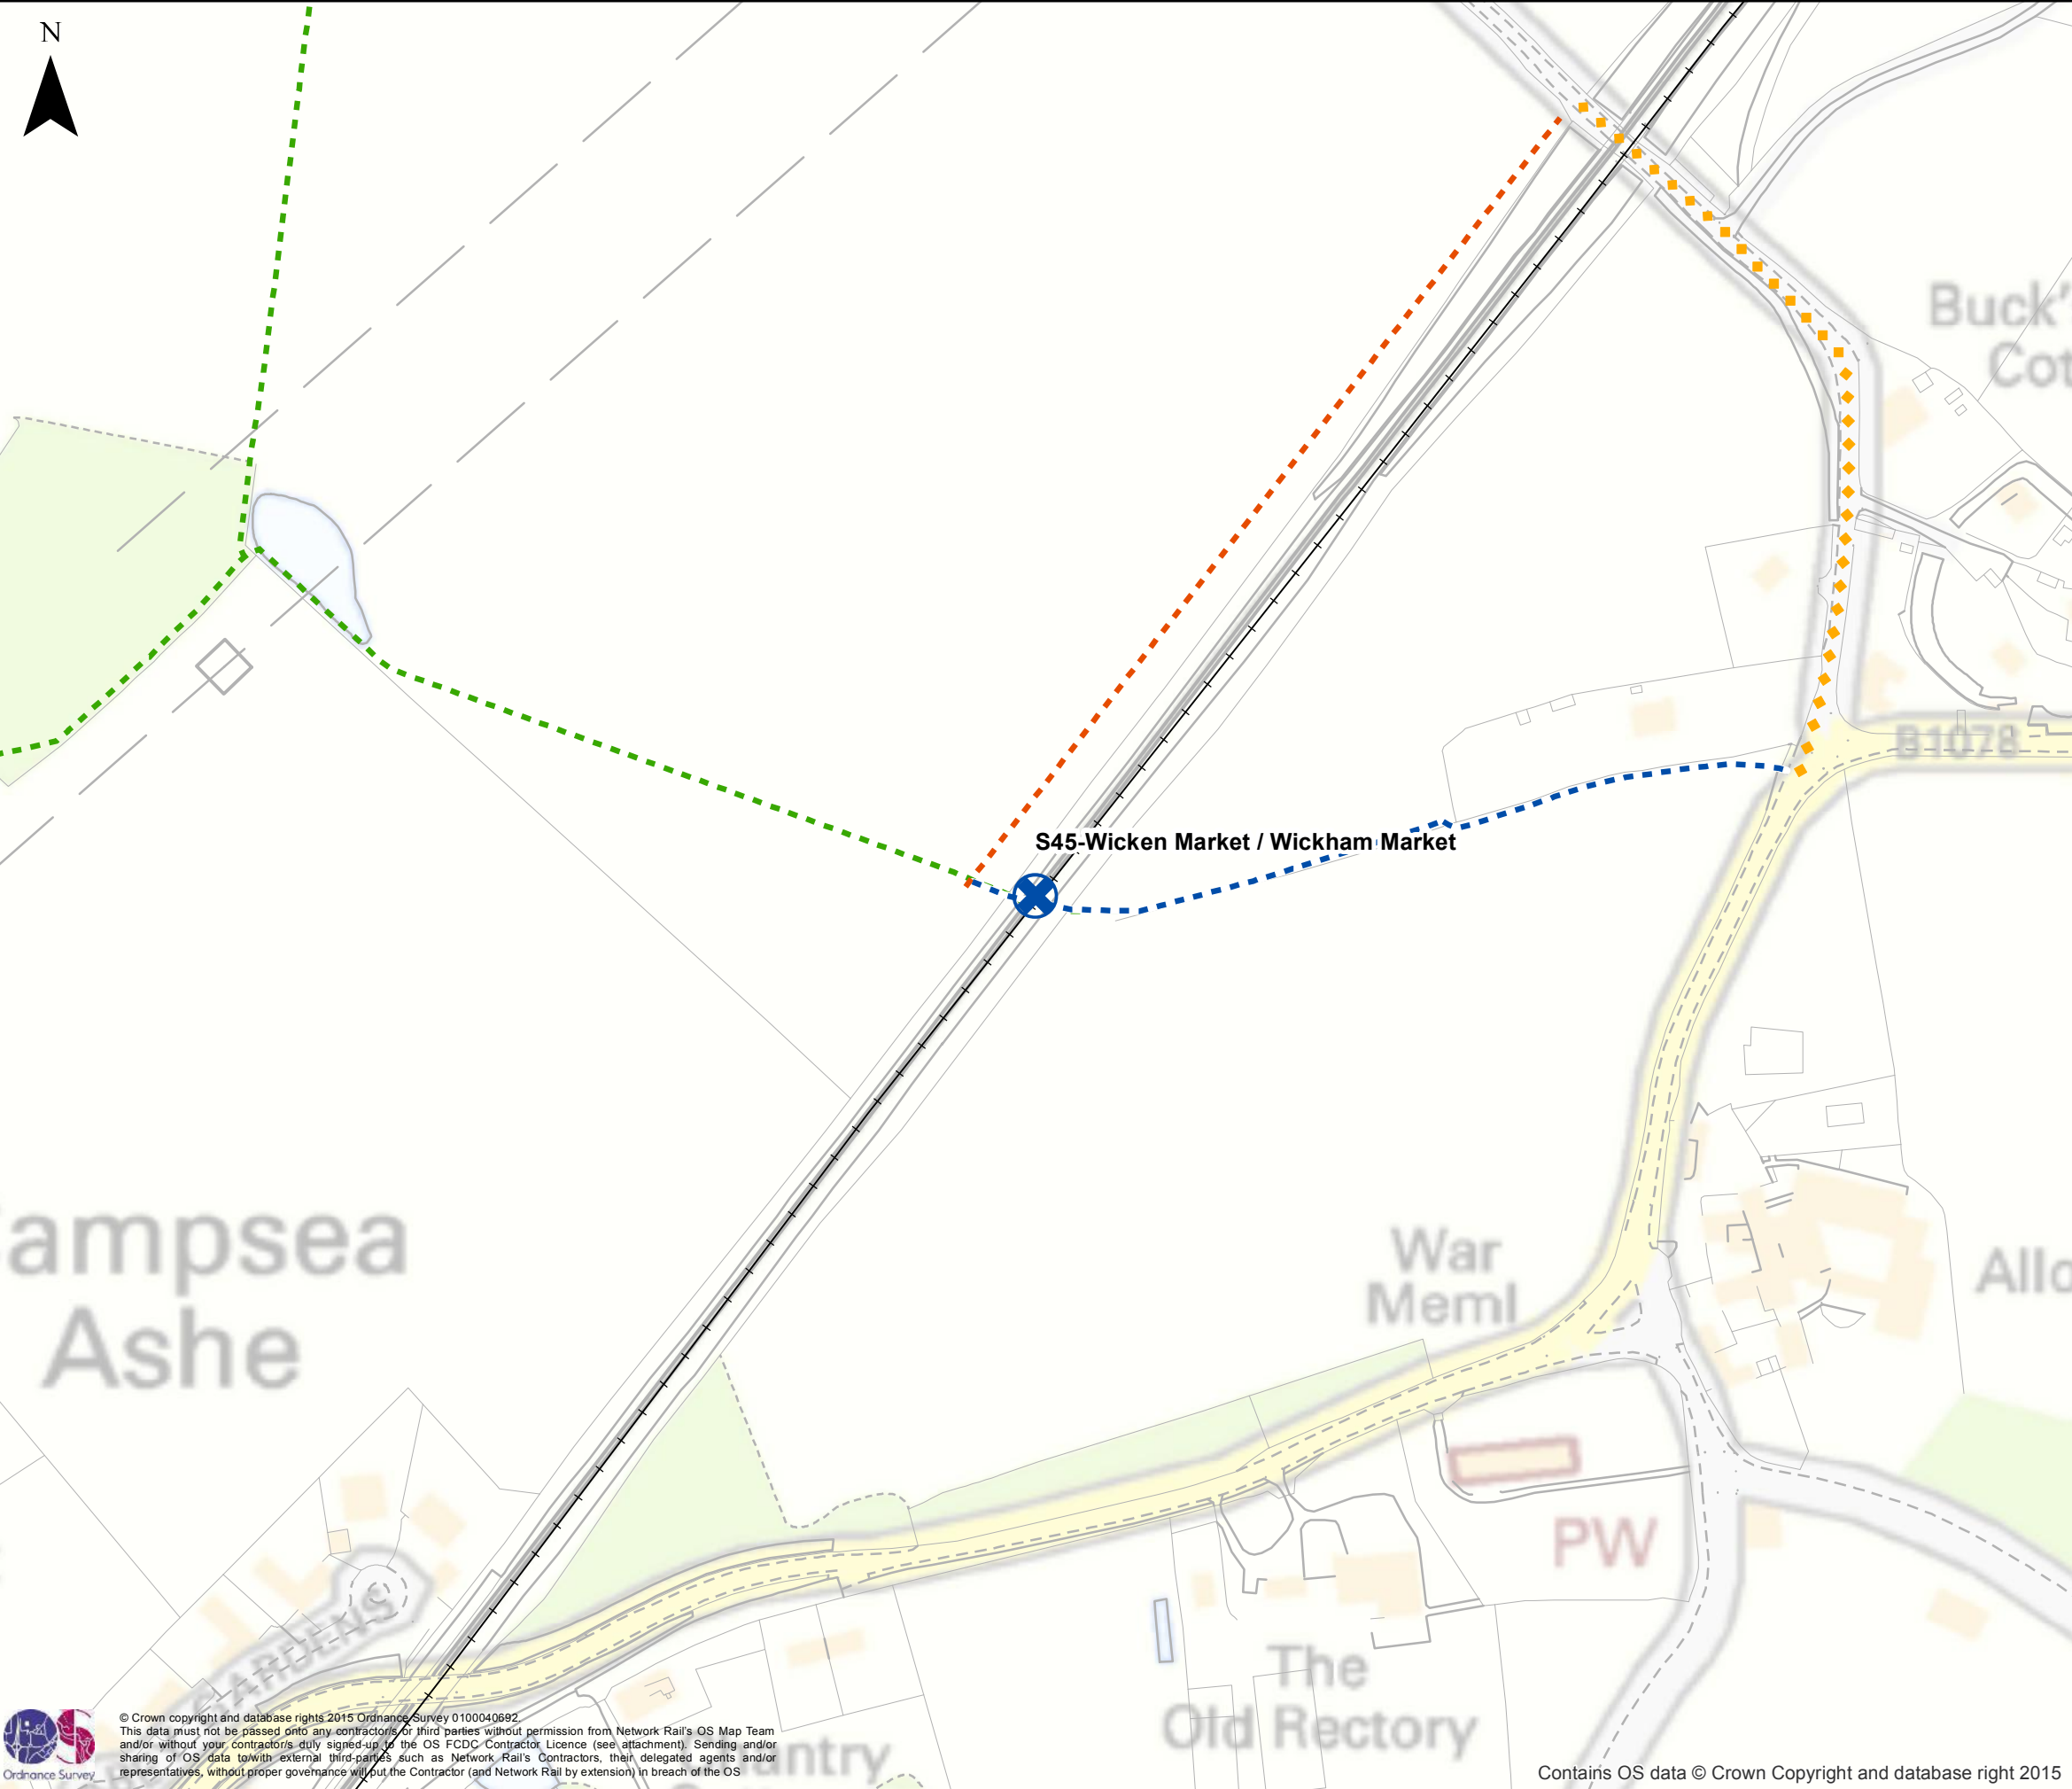 N
Buck'
Cot
B1078
S45-Wicken Market / Wickham Market
ampsea
Ashe
War
Meml
Allo
PW
GARDENS
The
Old Rectory
antry
© Crown copyright and database rights 2015 Ordnance Survey 0100040692.
This data must not be passed onto any contractor/s or third parties without permission from Network Rail's OS Map Team
and/or without your contractor/s duly signed-up to the OS FCDC Contractor Licence (see attachment). Sending and/or
sharing of OS data to/with external third-parties such as Network Rail's Contractors, their delegated agents and/or
representatives, without proper governance will put the Contractor (and Network Rail by extension) in breach of the OS
Ordnance Survey
Contains OS data © Crown Copyright and database right 2015